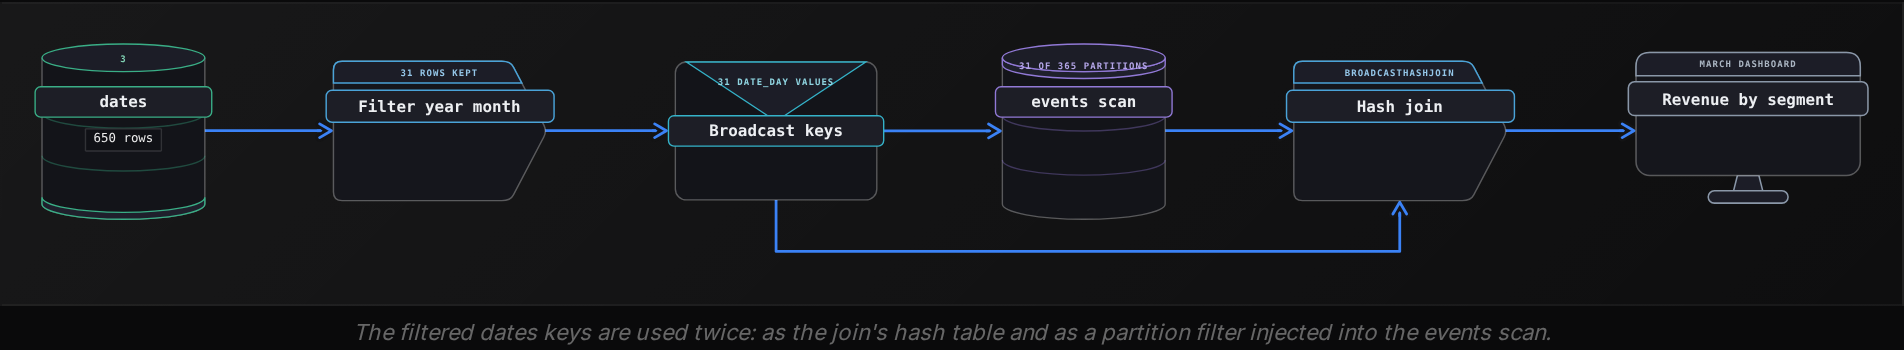 3
dates
650 rows
31 ROWS KEPT
Filter year month
31 DATE_DAY VALUES
Broadcast keys
31 OF 365 PARTITIONS
events scan
BROADCASTHASHJOIN
Hash join
MARCH DASHBOARD
Revenue by segment
The filtered dates keys are used twice: as the join's hash table and as a partition filter injected into the events scan.